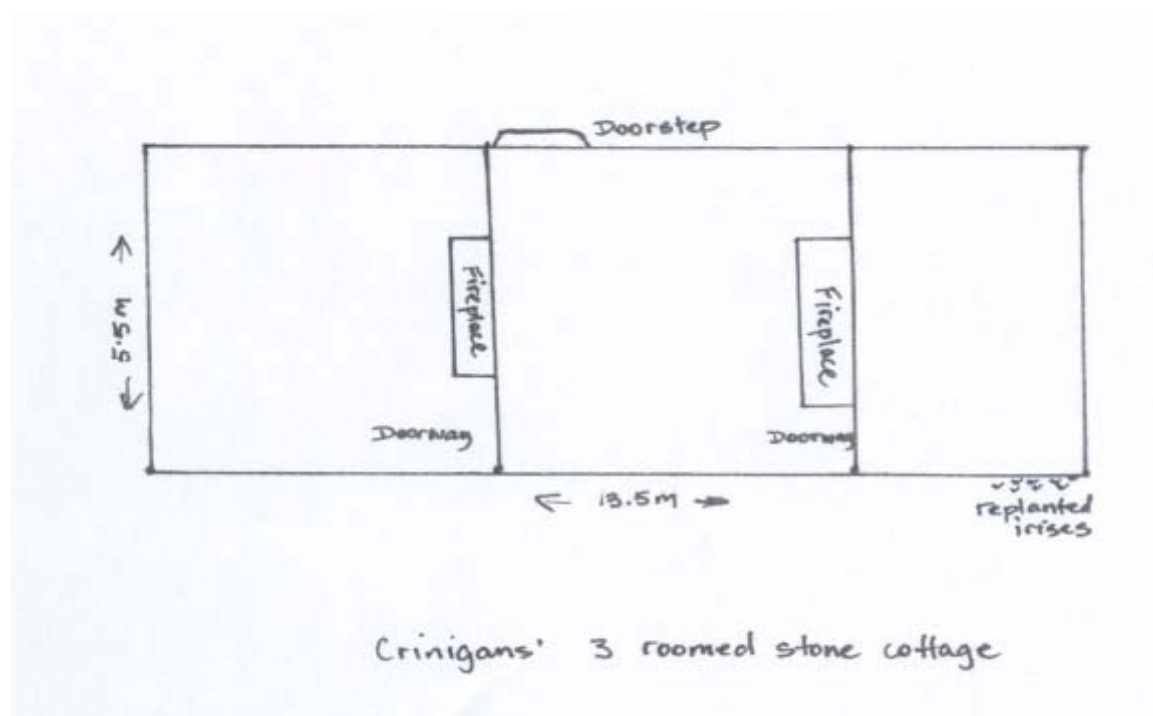 Doorstep
Fireplace
Fireplace
5.5m
Doorway
Doorway
13.5m
replanted
irises
Crinigans' 3 roomed stone cottage